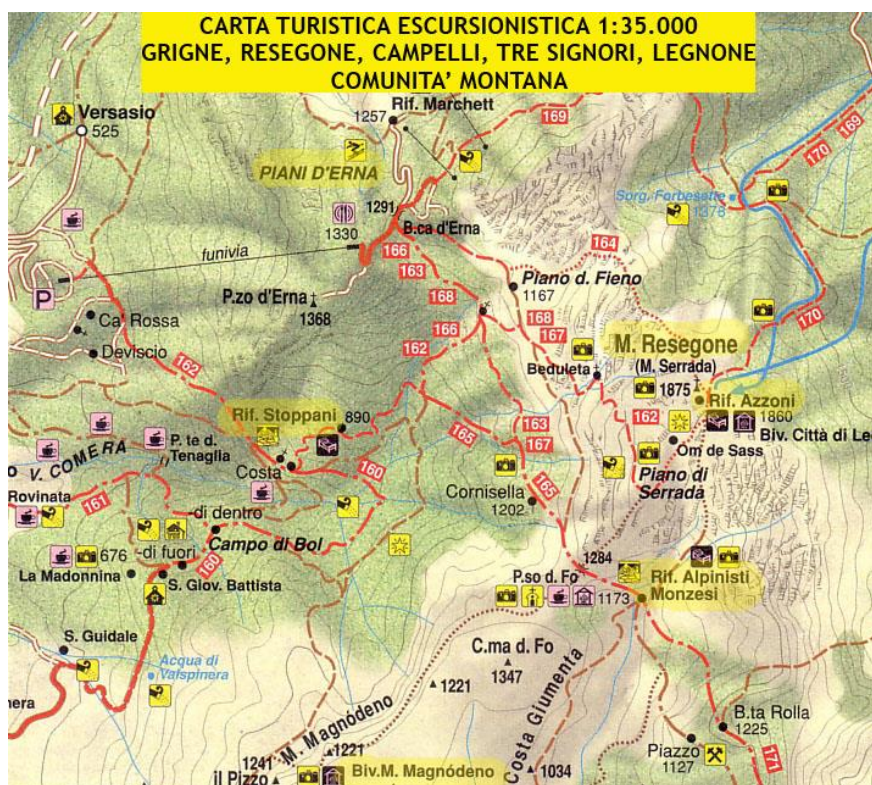 CARTA TURISTICA ESCURSIONISTICA 1:35.000
GRIGNE, RESEGONE, CAMPELLI, TRE SIGNORI, LEGNONE
COMUNITA' MONTANA
Versasio
525
Rif. Marchett
1257
169
PIANI D'ERNA
170
169
Sorg. Forbesette
1378
1291
1330
B.ca d'Erna
166
164
funivia
163
Piano d. Fieno
1167
P
P.zo d'Erna
1368
168
Ca' Rossa
166
168
170
Deviscio
162
167
M. Resegone
(M. Serrada)
162
Beduleta
1875
Rif. Azzoni
1860
Rif. Stoppani
890
163
162
Biv. Città di Le
165
167
Om de Sass
V. COMERA
P. te d.
Tenaglia
Costa
160
Piano di
Serrada
Rovinata
161
Cornisella
1202
165
-di dentro
Campo di Bol
676
-di fuori
160
1284
La Madonnina
S. Giov. Battista
P.so d. Fo
1173
Rif. Alpinisti
Monzesi
S. Guidale
C.ma d. Fo
1347
Acqua di
Valspinera
nera
1221
Costa Giumenta
B.ta Rolla
1225
M. Magnódeno
Piazzo
1127
1241
1221
171
il Pizzo
Biv.M. Magnódeno
1034